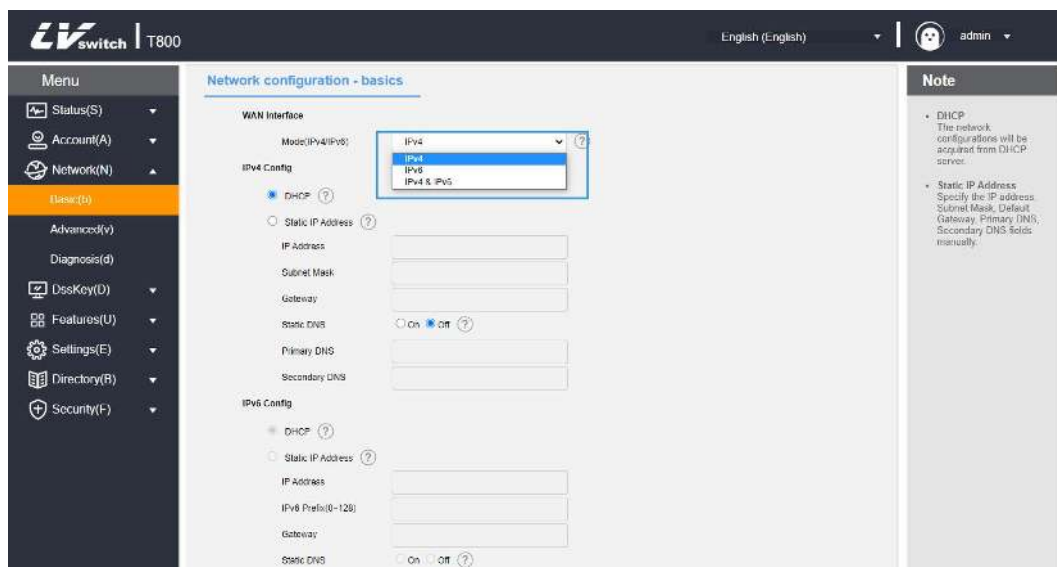 LVswitch T800
English (English)
admin
Menu
Status(S)
Account(A)
Network(N)
Basic(b)
Advanced(v)
Diagnosis(d)
DssKey(D)
Features(U)
Settings(E)
Directory(B)
Security(F)
Network configuration - basics
WAN Interface
Mode(IPv4/IPv6)
IPv4
?
IPv4
IPv6
IPv4 & IPv6
IPv4 Config
DHCP ?
Static IP Address ?
IP Address
Subnet Mask
Gateway
Static DNS On Off ?
Primary DNS
Secondary DNS
IPv6 Config
DHCP ?
Static IP Address ?
IP Address
IPv6 Prefix(0~128)
Gateway
Static DNS On Off ?
Note
DHCP
The network
configurations will be
acquired from DHCP
server.
Static IP Address
Specify the IP address,
Subnet Mask, Default
Gateway, Primary DNS,
Secondary DNS fields
manually.